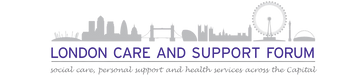 LONDON CARE AND SUPPORT FORUM
social care, personal support and health services across the Capital